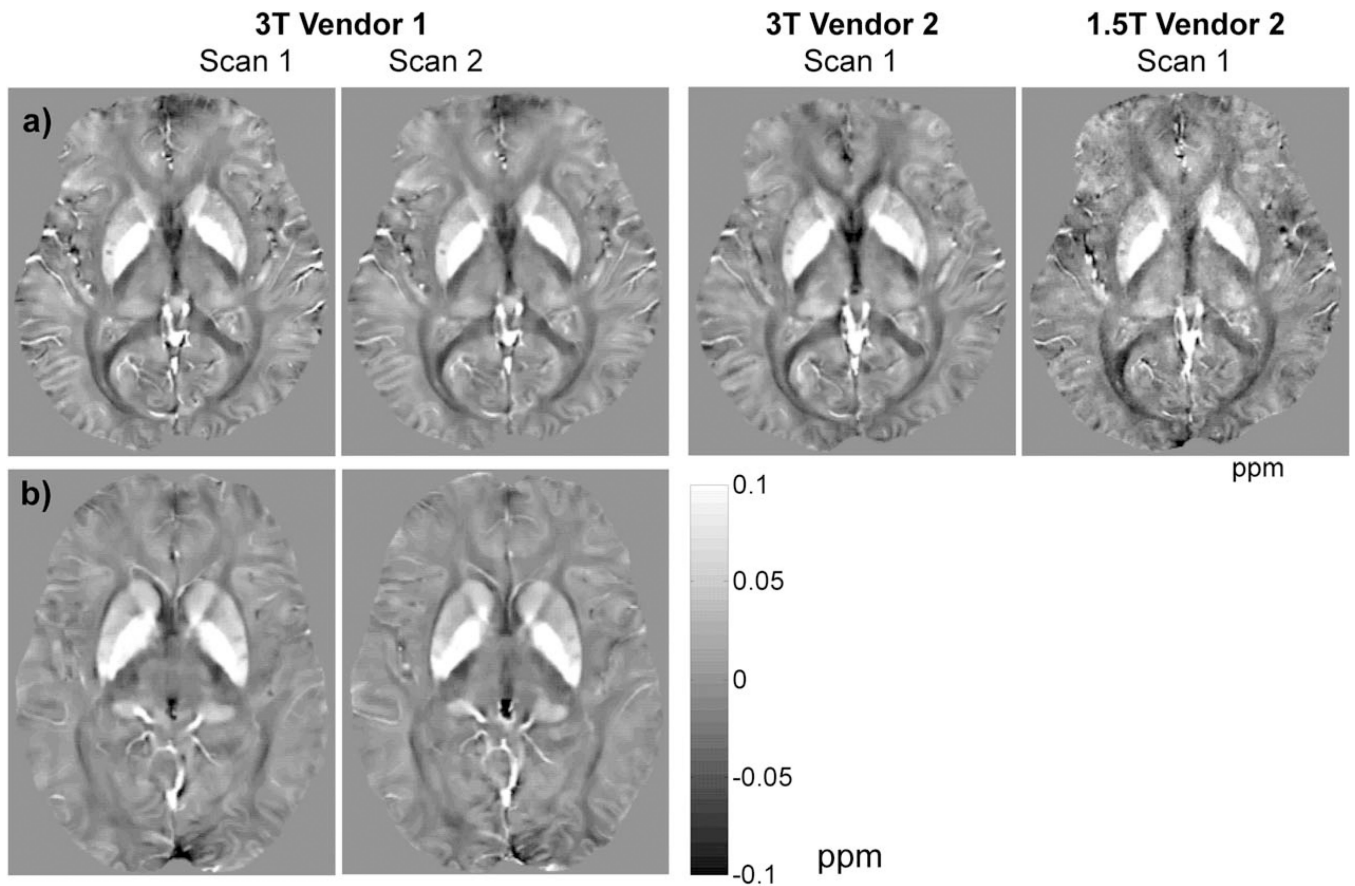 3T Vendor 1 3T Vendor 2 1.5T Vendor 2
Scan 1 Scan 2 Scan 1 Scan 1
a)
ppm
b)
0.1
0.05
0
-0.05
-0.1
ppm